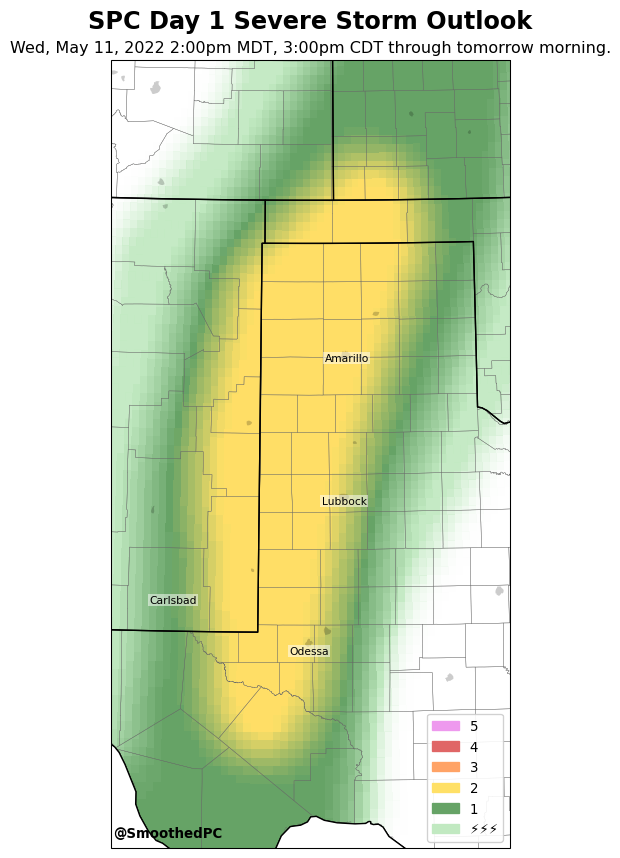 SPC Day 1 Severe Storm Outlook
Wed, May 11, 2022 2:00pm MDT, 3:00pm CDT through tomorrow morning.
Amarillo
Lubbock
Carlsbad
Odessa
5
4
3
2
1
⚡⚡⚡
@SmoothedPC